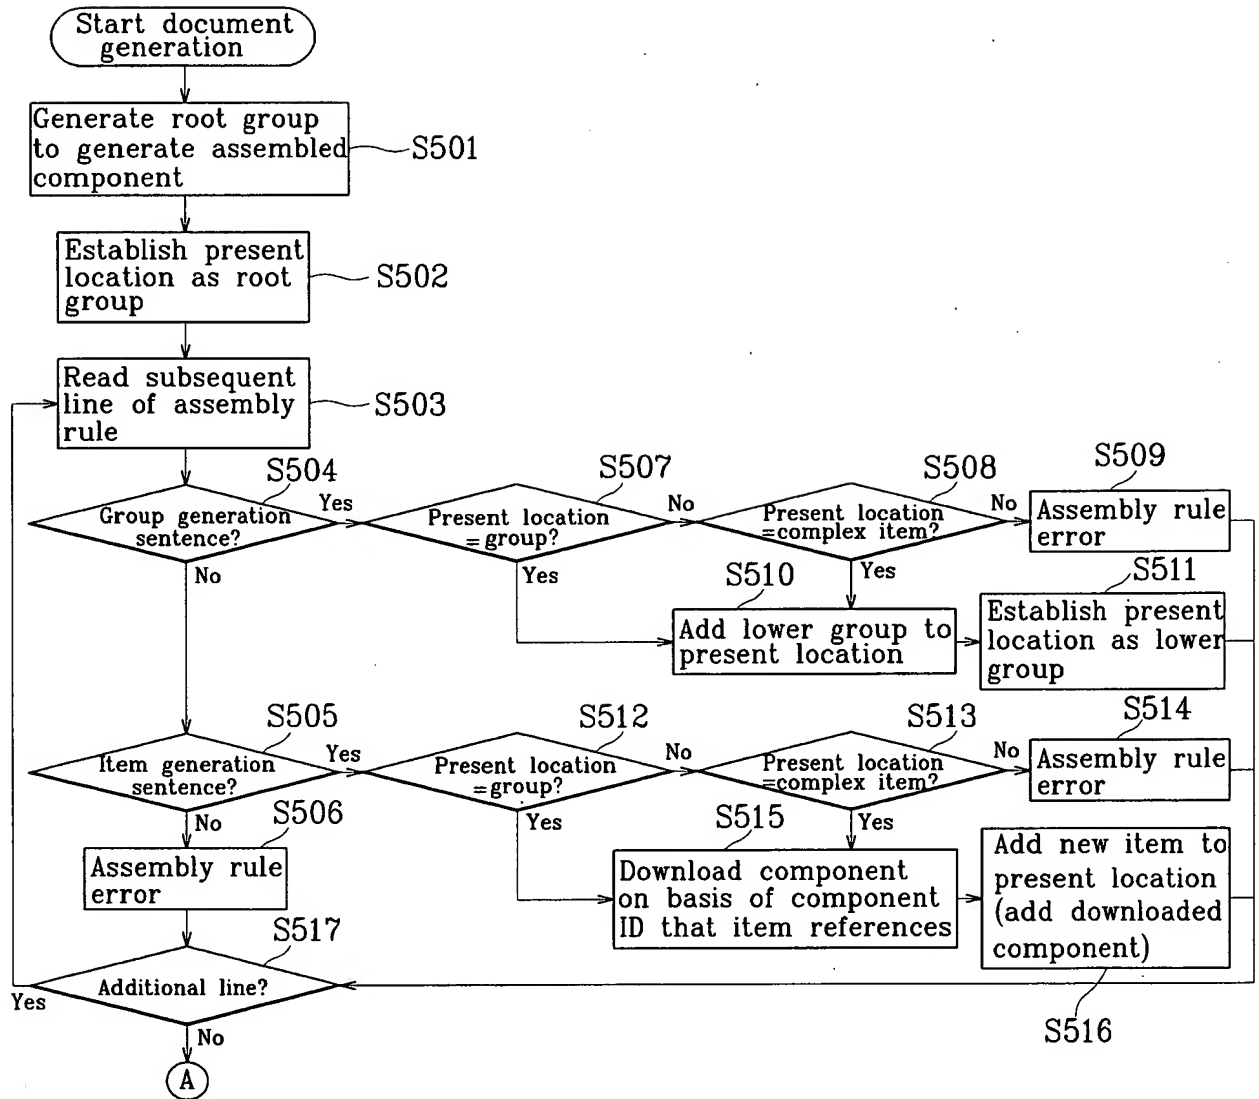 Start document
generation
Generate root group
to generate assembled
component
S501
Establish present
location as root
group
S502
Read subsequent
line of assembly
rule
S503
S504
Group generation
sentence?
Yes
No
S507
Present location
=group?
No
Yes
S508
Present location
=complex item?
No
Yes
S509
Assembly rule
error
S510
Add lower group to
present location
S511
Establish present
location as lower
group
S505
Item generation
sentence?
Yes
No
S512
Present location
=group?
No
Yes
S513
Present location
=complex item?
No
Yes
S514
Assembly rule
error
S506
Assembly rule
error
S515
Download component
on basis of component
ID that item references
Add new item to
present location
(add downloaded
component)
S516
S517
Additional line?
Yes
No
A